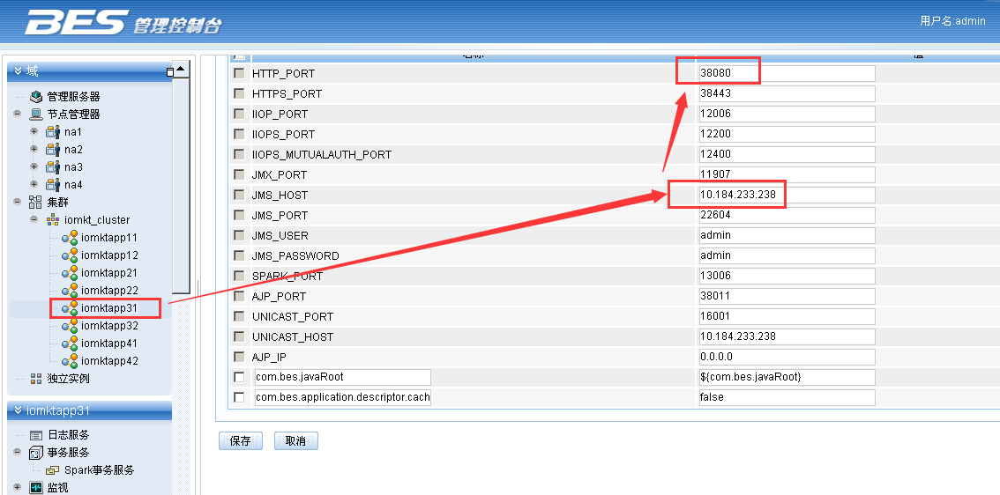 BES 管理控制台
用户名:admin
域
管理服务器
节点管理器
na1
na2
na3
na4
集群
iomkt_cluster
iomktapp11
iomktapp12
iomktapp21
iomktapp22
iomktapp31
iomktapp32
iomktapp41
iomktapp42
独立实例
iomktapp31
日志服务
事务服务
Spark事务服务
监视
名称 值
HTTP_PORT 38080
HTTPS_PORT 38443
IIOP_PORT 12006
IIOPS_PORT 12200
IIOPS_MUTUALAUTH_PORT 12400
JMX_PORT 11907
JMS_HOST 10.184.233.238
JMS_PORT 22604
JMS_USER admin
JMS_PASSWORD admin
SPARK_PORT 13006
AJP_PORT 38011
UNICAST_PORT 16001
UNICAST_HOST 10.184.233.238
AJP_IP 0.0.0.0
com.bes.javaRoot ${com.bes.javaRoot}
com.bes.application.descriptor.cach false
保存 取消